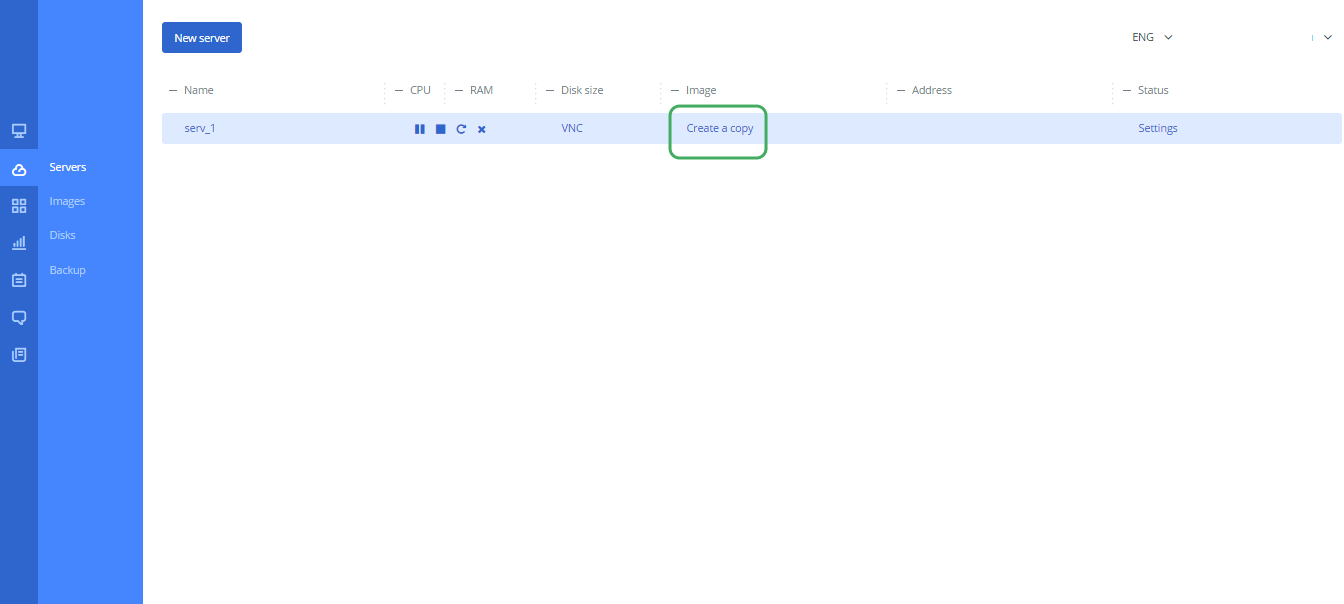 New server
ENG
Name CPU RAM Disk size Image Address Status
serv_1 VNC Create a copy Settings
Servers
Images
Disks
Backup